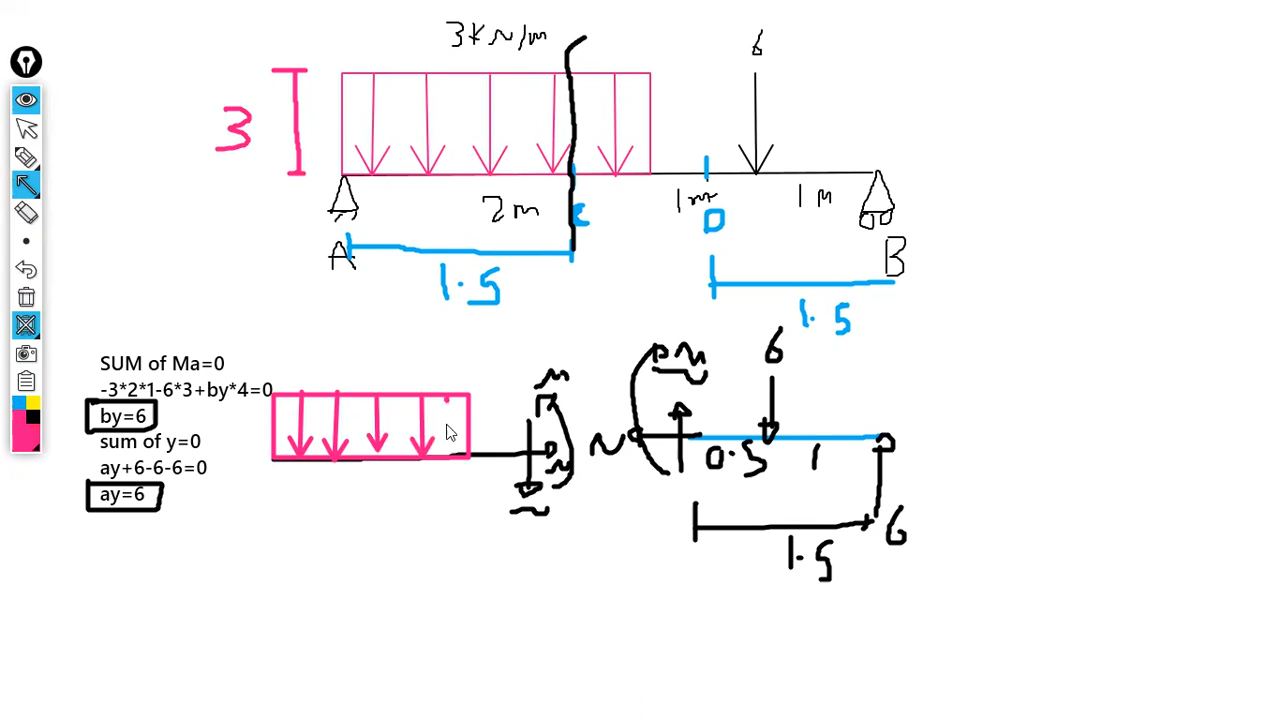 3KN/m
6
3
2m
C
1m
D
1m
A
B
1.5
1.5
SUM of Ma=0
-3*2*1-6*3+by*4=0
by=6
sum of y=0
ay+6-6-6=0
ay=6
M
N
M
6
N
0.5
1
1.5
6